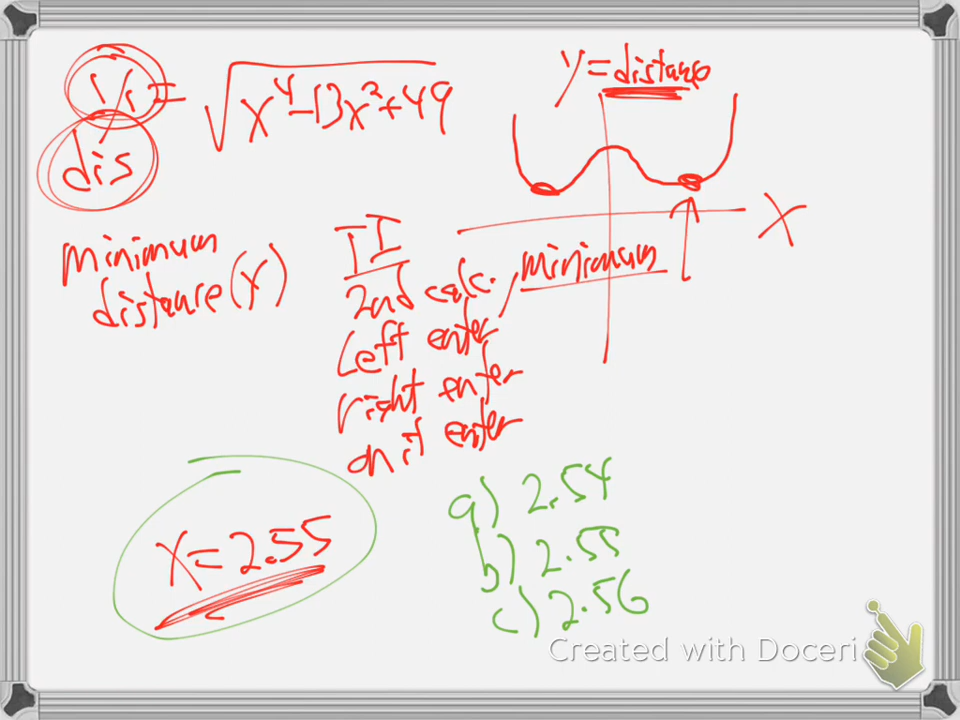 Y1 = √x⁴-13x²+49
dis
y = distance
X
minimum
distance (Y)
TI
2nd calc. / minimum
Left enter
right enter
on it enter
X = 2.55
a) 2.54
b) 2.55
c) 2.56
Created with Doceri